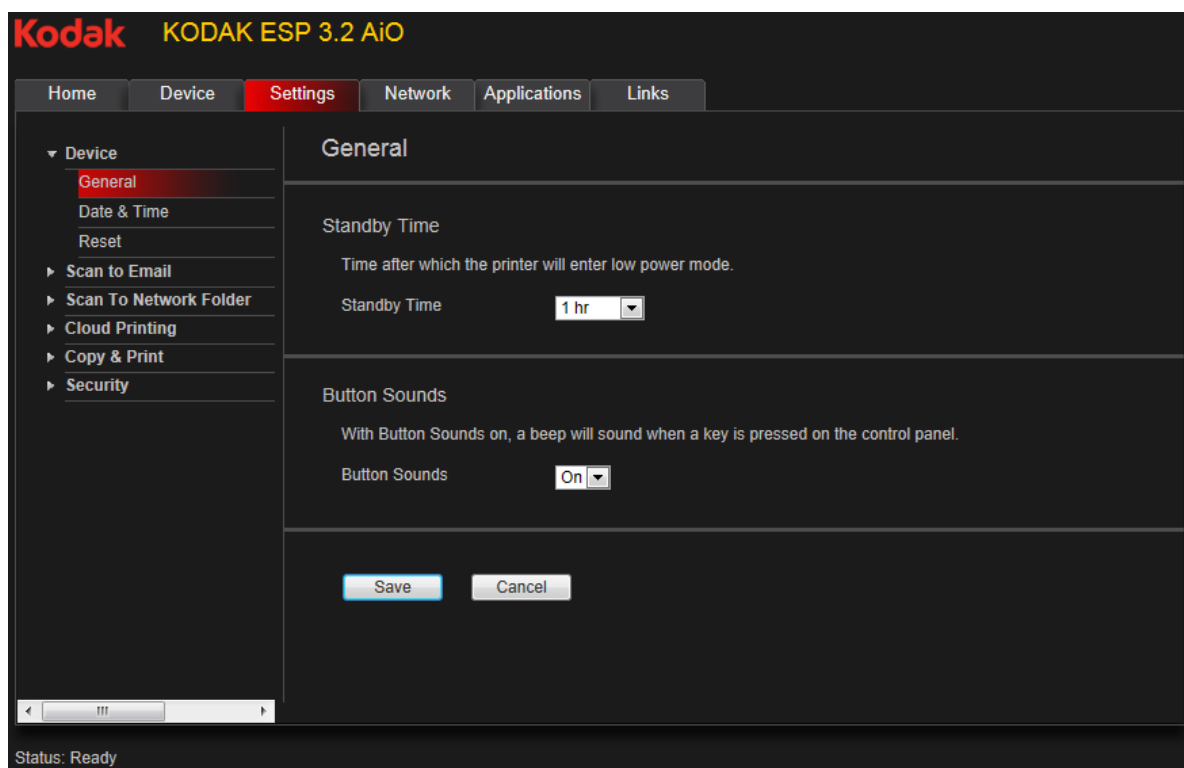 Kodak KODAK ESP 3.2 AiO
Home Device Settings Network Applications Links
Device
General
Date & Time
Reset
Scan to Email
Scan To Network Folder
Cloud Printing
Copy & Print
Security
General
Standby Time
Time after which the printer will enter low power mode.
Standby Time 1 hr
Button Sounds
With Button Sounds on, a beep will sound when a key is pressed on the control panel.
Button Sounds On
Save Cancel
Status: Ready